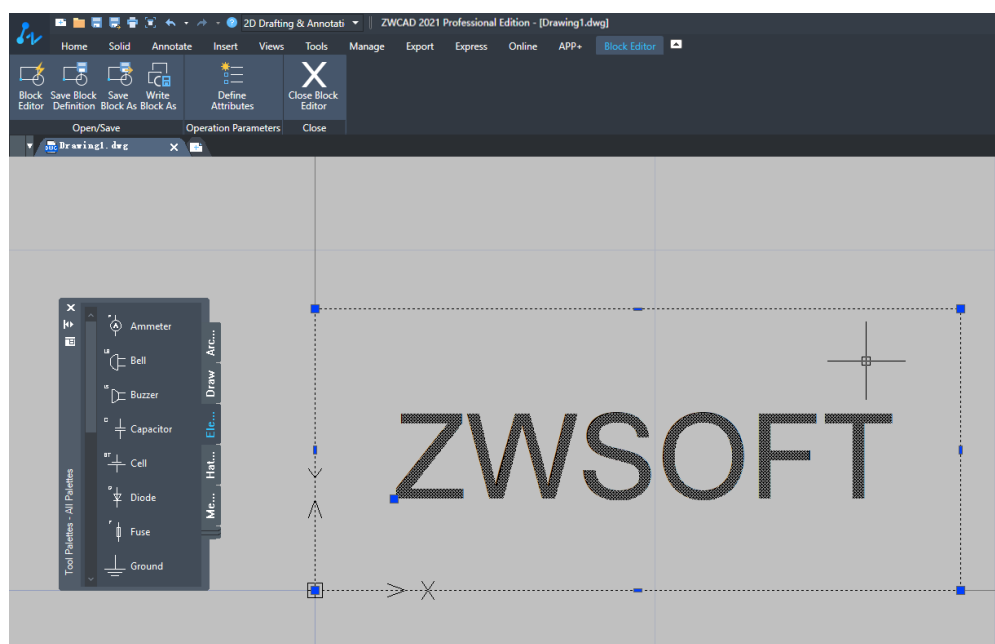 2D Drafting & Annotati
ZWCAD 2021 Professional Edition - [Drawing1.dwg]
Home Solid Annotate Insert Views Tools Manage Export Express Online APP+ Block Editor
Block Editor
Save Block Definition
Save Block As
Write Block As
Define Attributes
Close Block Editor
Open/Save
Operation Parameters
Close
Drawing1.dwg
Ammeter
Bell
Buzzer
Capacitor
Cell
Diode
Fuse
Ground
Arc...
Draw
Ele...
Hat...
Me...
Tool Palettes - All Palettes
ZWSOFT
X